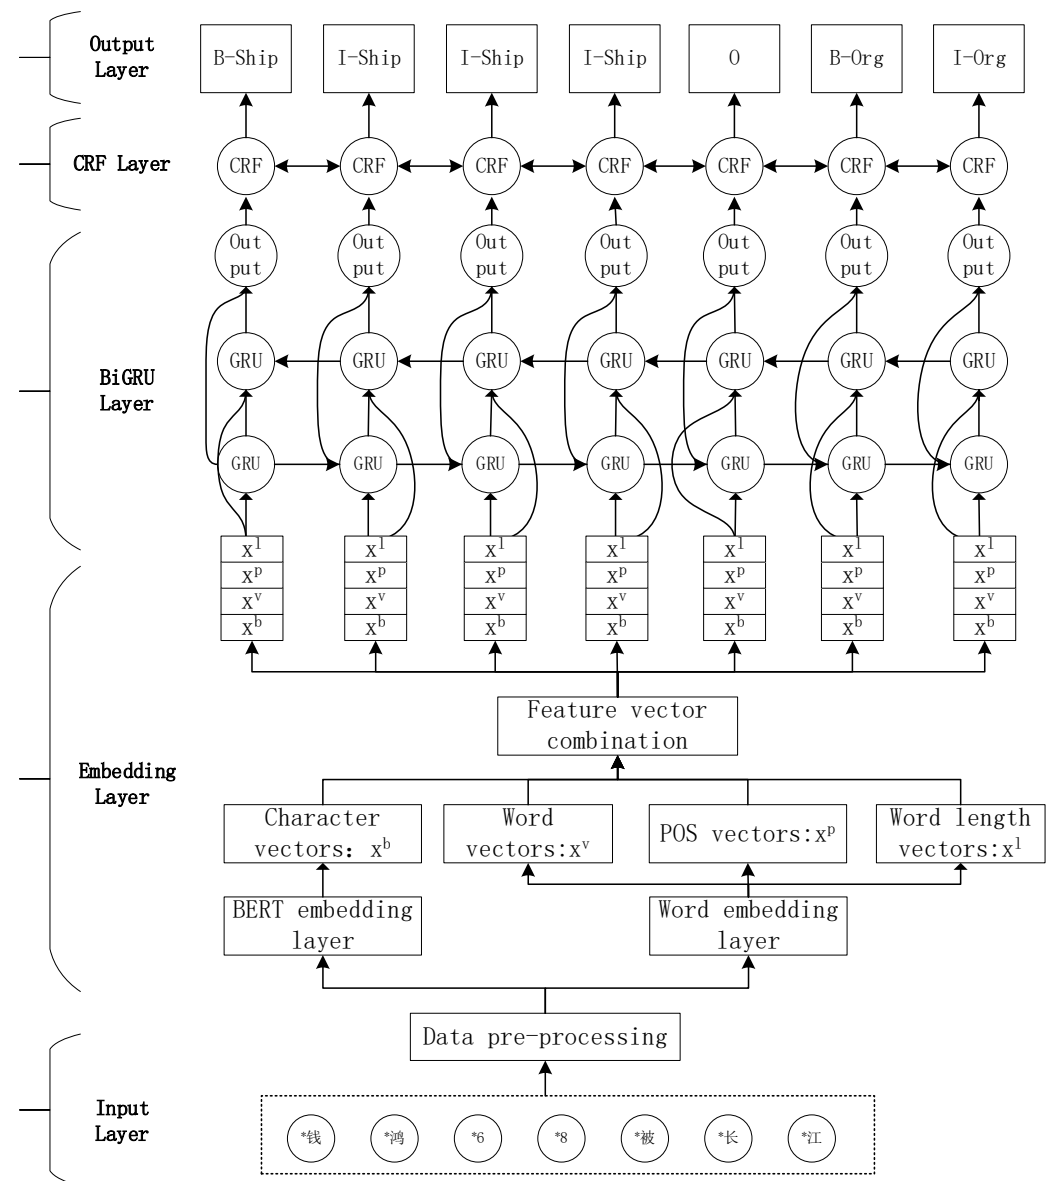 Output
Layer
B-Ship I-Ship I-Ship I-Ship O B-Org I-Org
CRF Layer
CRF CRF CRF CRF CRF CRF CRF
Out Out Out Out Out Out Out
put put put put put put put
BiGRU
Layer
GRU GRU GRU GRU GRU GRU GRU
GRU GRU GRU GRU GRU GRU GRU
x^l x^l x^l x^l x^l x^l x^l
x^p x^p x^p x^p x^p x^p x^p
x^v x^v x^v x^v x^v x^v x^v
x^b x^b x^b x^b x^b x^b x^b
Embedding
Layer
Feature vector
combination
Character
vectors: x^b
Word
vectors:x^v
POS vectors:x^p
Word length
vectors:x^l
BERT embedding
layer
Word embedding
layer
Data pre-processing
Input
Layer
*钱 *鸿 *6 *8 *被 *长 *江